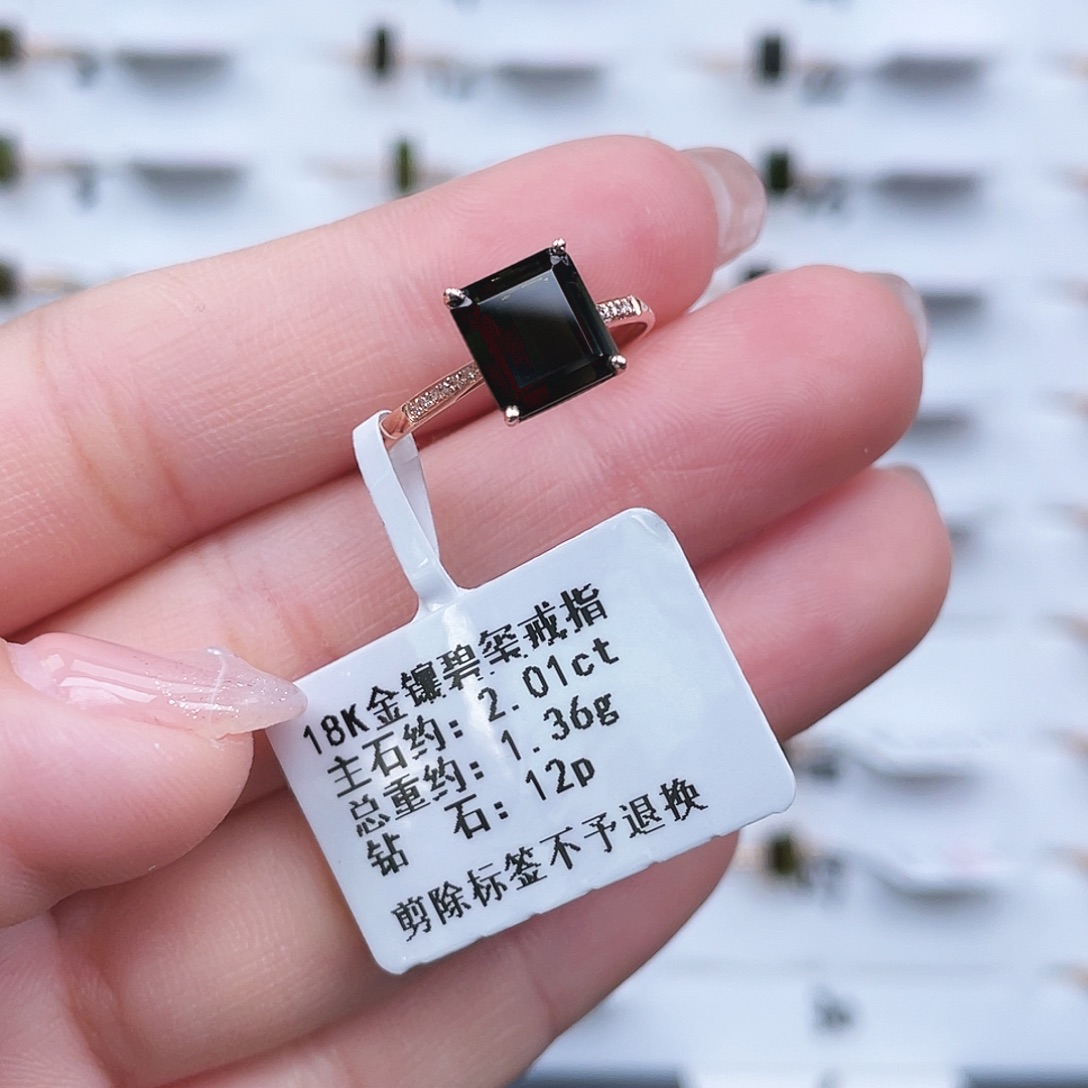 18K金镶碧玺戒指
主石约: 2.01ct
总重约: 1.36g
钻 石: 12p
剪除标签不予退换